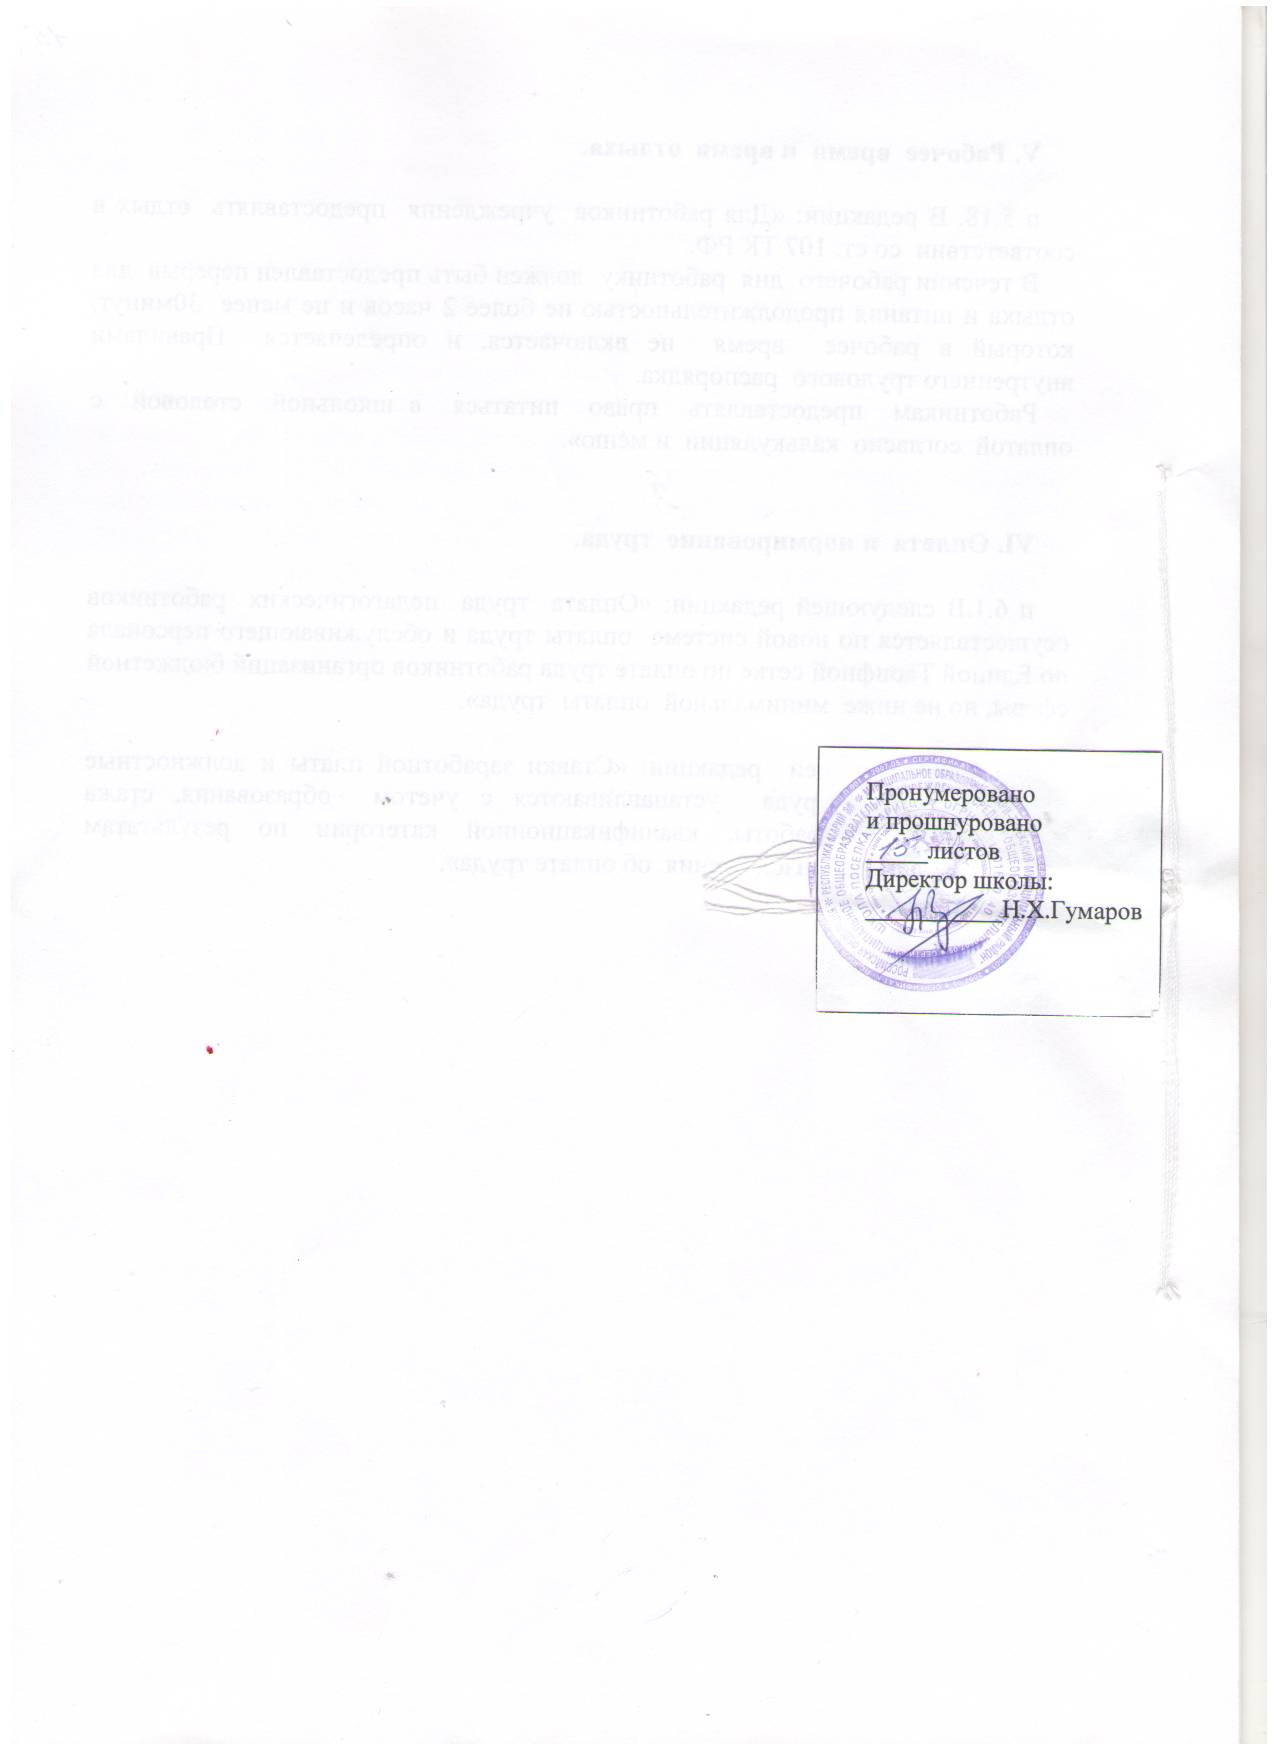 Пронумеровано
и прошнуровано
15 листов
Директор школы:
Н.Х.Гумаров
V. Рабочее время и время отдыха.
п 5.18. В редакции: «Для работников учреждения предоставлять отдых в
соответствии со ст. 107 ТК РФ.
В течении рабочего дня работнику должен быть предоставлен перерыв для
отдыха и питания продолжительностью не более 2 часов и не менее 30минут,
который в рабочее время не включается, и определяется Правилами
внутреннего трудового распорядка.
Работникам предоставлять право питаться в школьной столовой с
оплатой согласно калькуляции и меню».
VI. Оплата и нормирование труда.
п 6.1.В следующей редакции: «Оплата труда педагогических работников
осуществляется по новой системе оплаты труда и обслуживающего персонала
по Единой Тарифной сетке по оплате труда работников организаций бюджетной
но не ниже минимальной оплаты труда».
редакции: «Ставки заработной платы и должностные
устанавливаются с учетом образования, стажа
работы, квалификационной категории по результатам
об оплате труда».